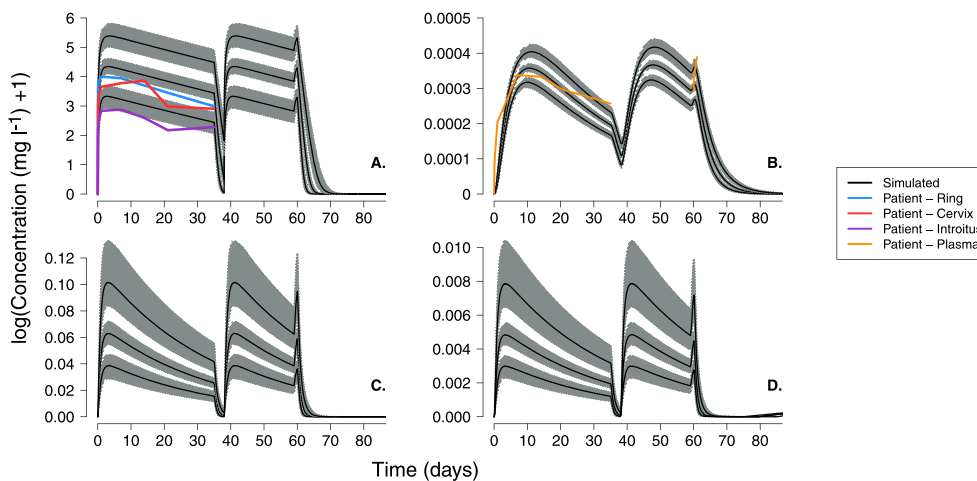 log(Concentration (mg l-1) +1)
6
5
4
3
2
1
0
A.
0 10 20 30 40 50 60 70 80
0.0005
0.0004
0.0003
0.0002
0.0001
0
B.
0 10 20 30 40 50 60 70 80
0.12
0.10
0.08
0.06
0.04
0.02
0.00
C.
0 10 20 30 40 50 60 70 80
0.010
0.008
0.006
0.004
0.002
0.000
D.
0 10 20 30 40 50 60 70 80
Time (days)
Simulated
Patient – Ring
Patient – Cervix
Patient – Introitus
Patient – Plasma